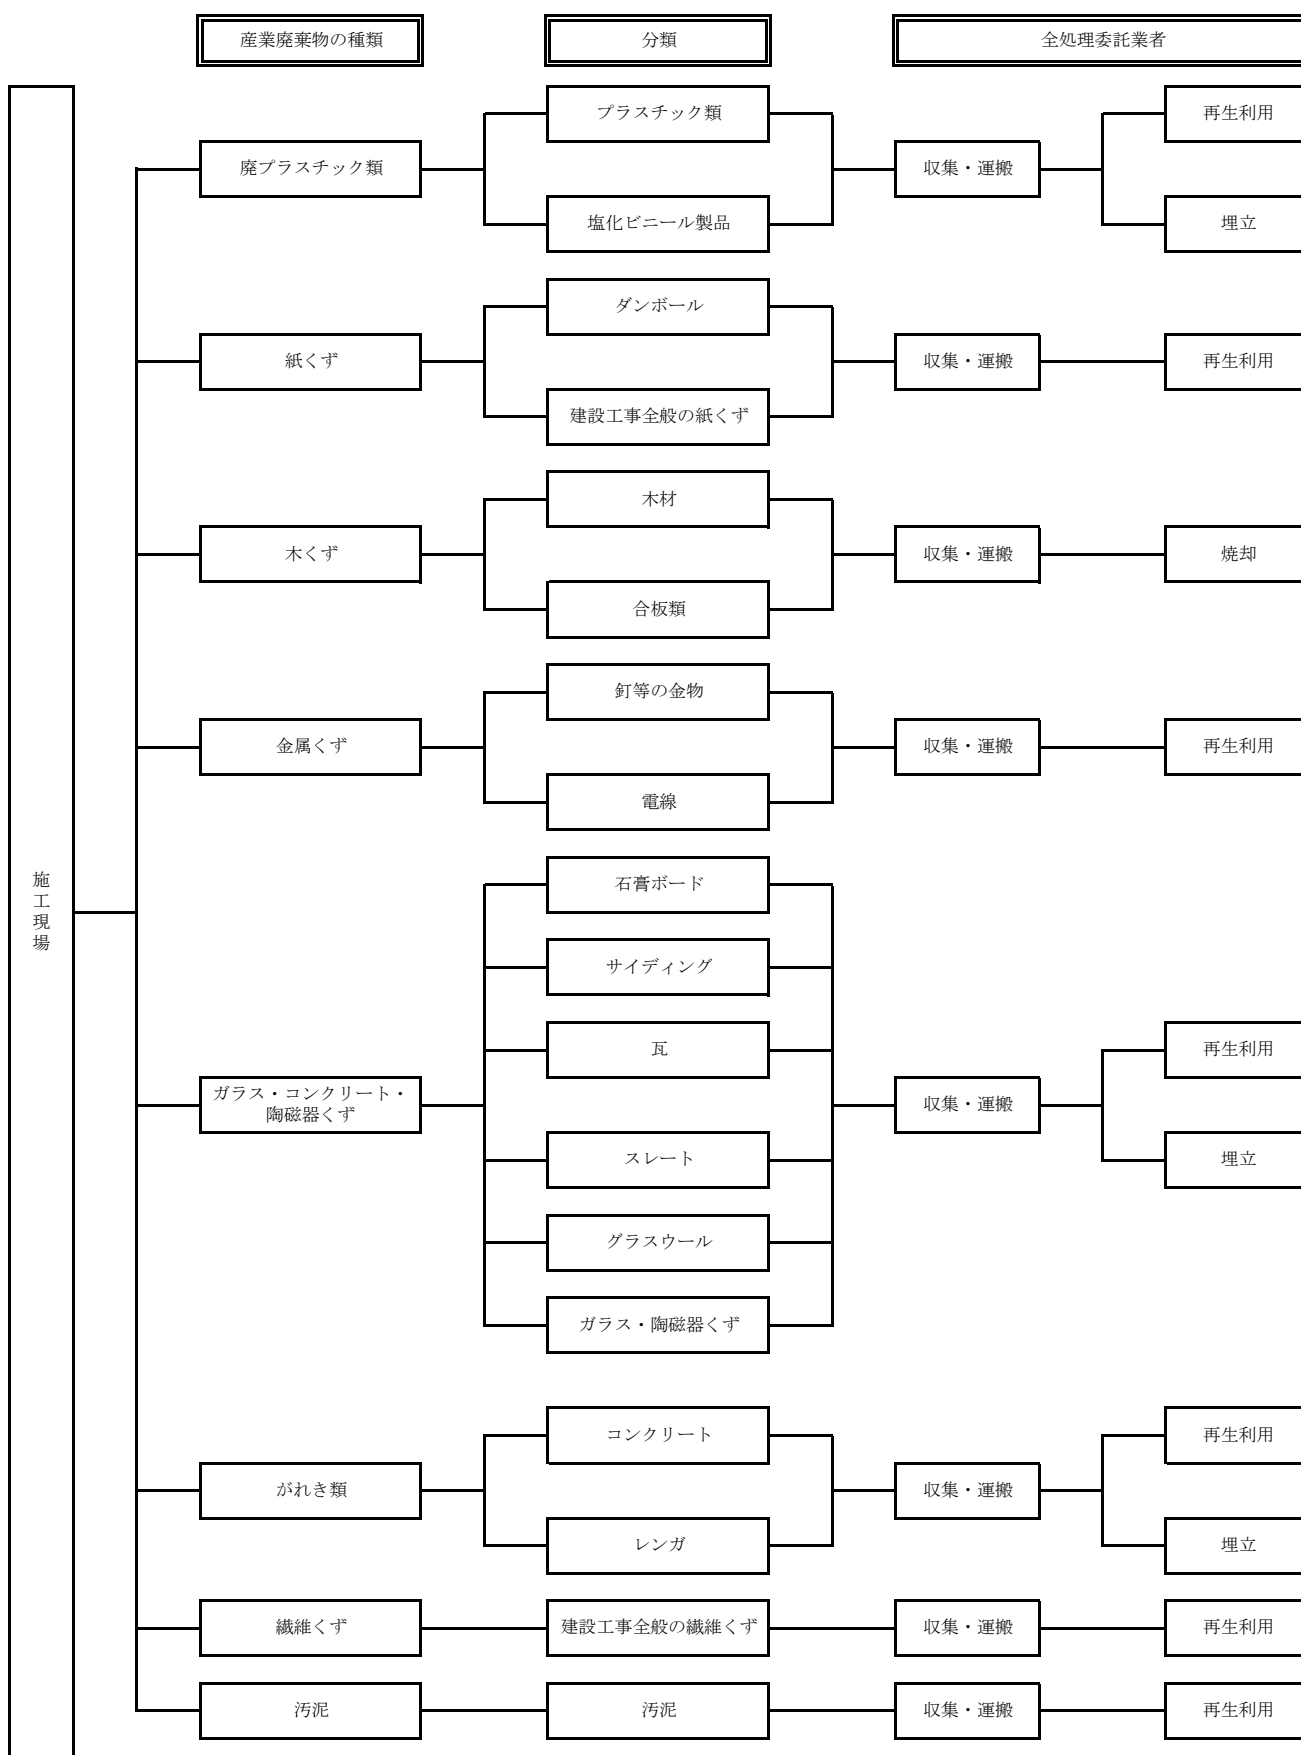 産業廃棄物の種類
分類
全処理委託業者
施工現場
廃プラスチック類
プラスチック類
塩化ビニール製品
収集・運搬
再生利用
埋立
紙くず
ダンボール
建設工事全般の紙くず
収集・運搬
再生利用
木くず
木材
合板類
収集・運搬
焼却
金属くず
釘等の金物
電線
収集・運搬
再生利用
ガラス・コンクリート・
陶磁器くず
石膏ボード
サイディング
瓦
スレート
グラスウール
ガラス・陶磁器くず
収集・運搬
再生利用
埋立
がれき類
コンクリート
レンガ
収集・運搬
再生利用
埋立
繊維くず
建設工事全般の繊維くず
収集・運搬
再生利用
汚泥
汚泥
収集・運搬
再生利用